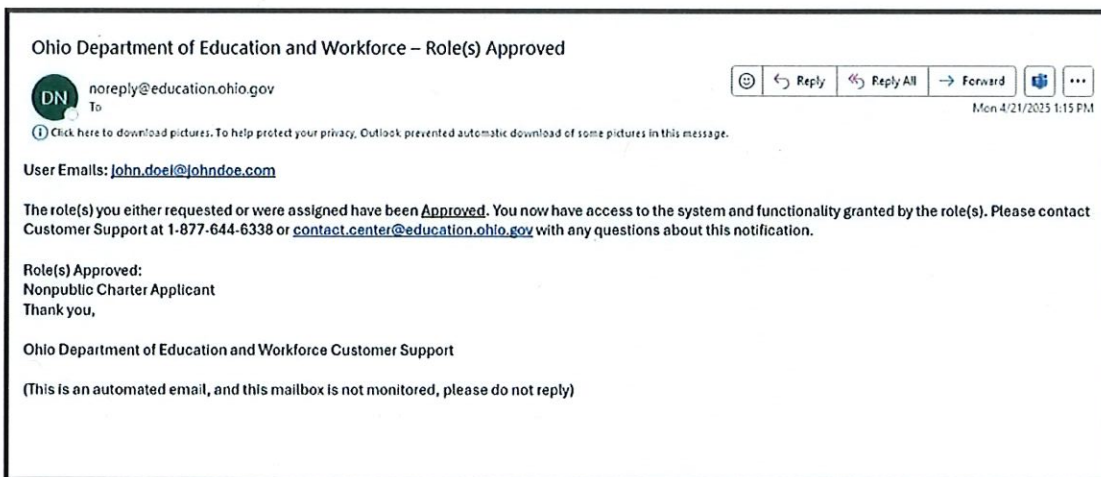 Ohio Department of Education and Workforce – Role(s) Approved
DN
noreply@education.ohio.gov
To
Reply
Reply All
Forward
Mon 4/21/2025 1:15 PM
Click here to download pictures. To help protect your privacy, Outlook prevented automatic download of some pictures in this message.
User Emails: John.doel@Johndoe.com
The role(s) you either requested or were assigned have been Approved. You now have access to the system and functionality granted by the role(s). Please contact
Customer Support at 1-877-644-6338 or contact.center@education.ohio.gov with any questions about this notification.
Role(s) Approved:
Nonpublic Charter Applicant
Thank you,
Ohio Department of Education and Workforce Customer Support
(This is an automated email, and this mailbox is not monitored, please do not reply)